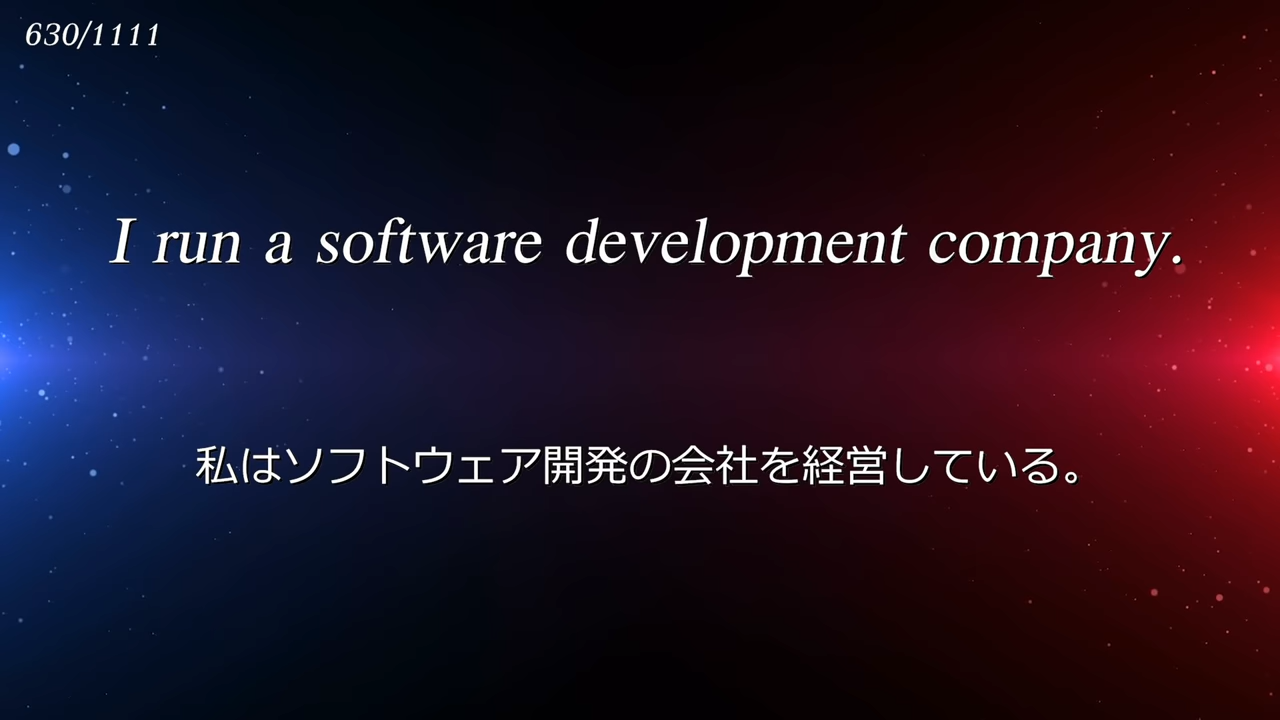 630/1111
I run a software development company.
私はソフトウェア開発の会社を経営している。